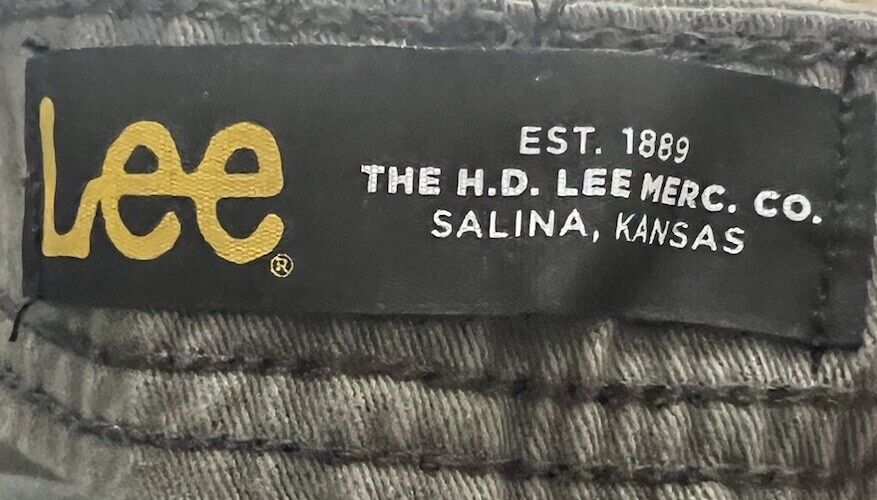 Lee®
EST. 1889
THE H.D. LEE MERC. CO.
SALINA, KANSAS